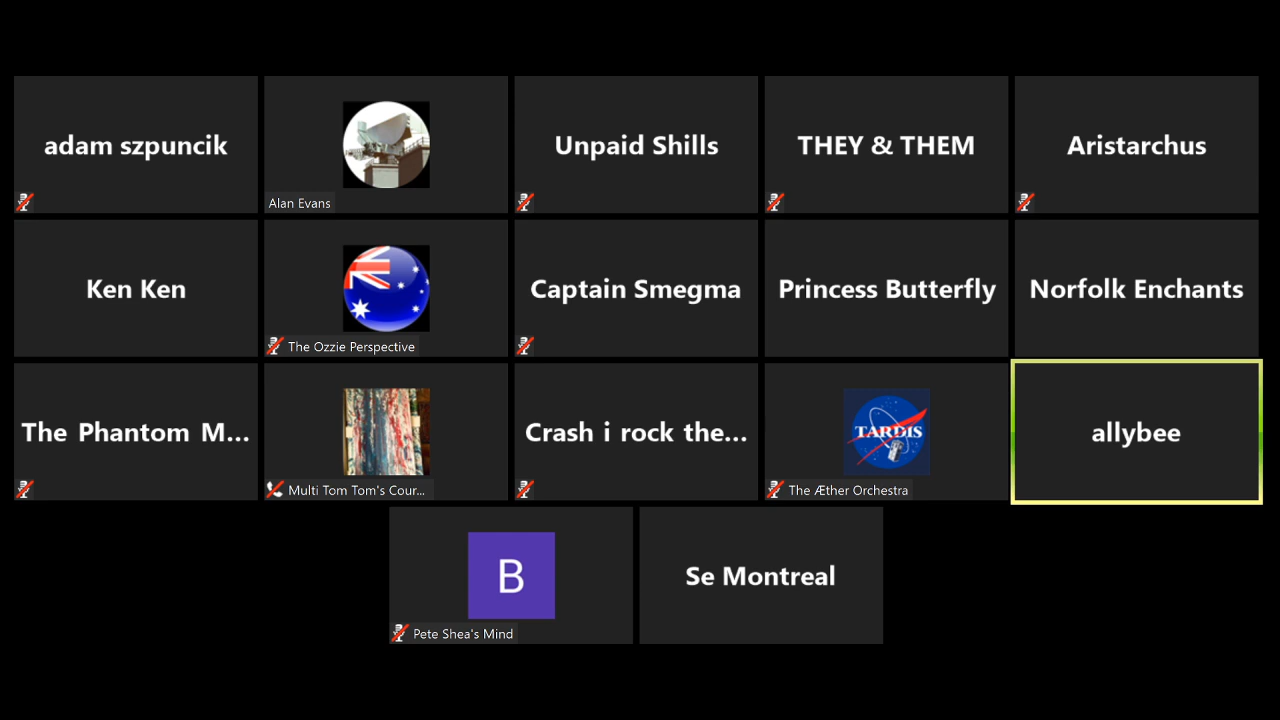 adam szpuncik
Alan Evans
Unpaid Shills
THEY & THEM
Aristarchus
Ken Ken
The Ozzie Perspective
Captain Smegma
Princess Butterfly
Norfolk Enchants
The Phantom M...
Multi Tom Tom's Cour...
Crash i rock the...
TARDIS
The Æther Orchestra
allybee
B
Pete Shea's Mind
Se Montreal